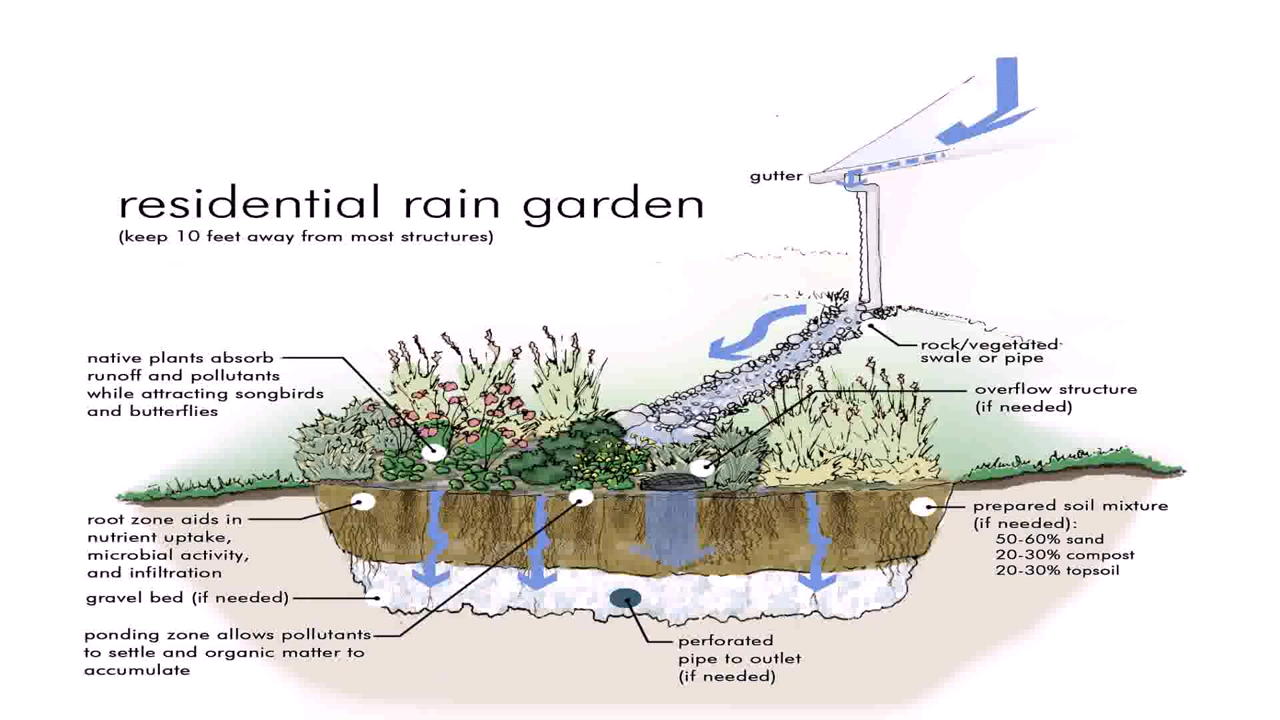 gutter
residential rain garden
(keep 10 feet away from most structures)
rock/vegetated
swale or pipe
native plants absorb
runoff and pollutants
while attracting songbirds
and butterflies
overflow structure
(if needed)
root zone aids in
nutrient uptake,
microbial activity,
and infiltration
prepared soil mixture
(if needed):
50-60% sand
20-30% compost
20-30% topsoil
gravel bed (if needed)
ponding zone allows pollutants
to settle and organic matter to
accumulate
perforated
pipe to outlet
(if needed)